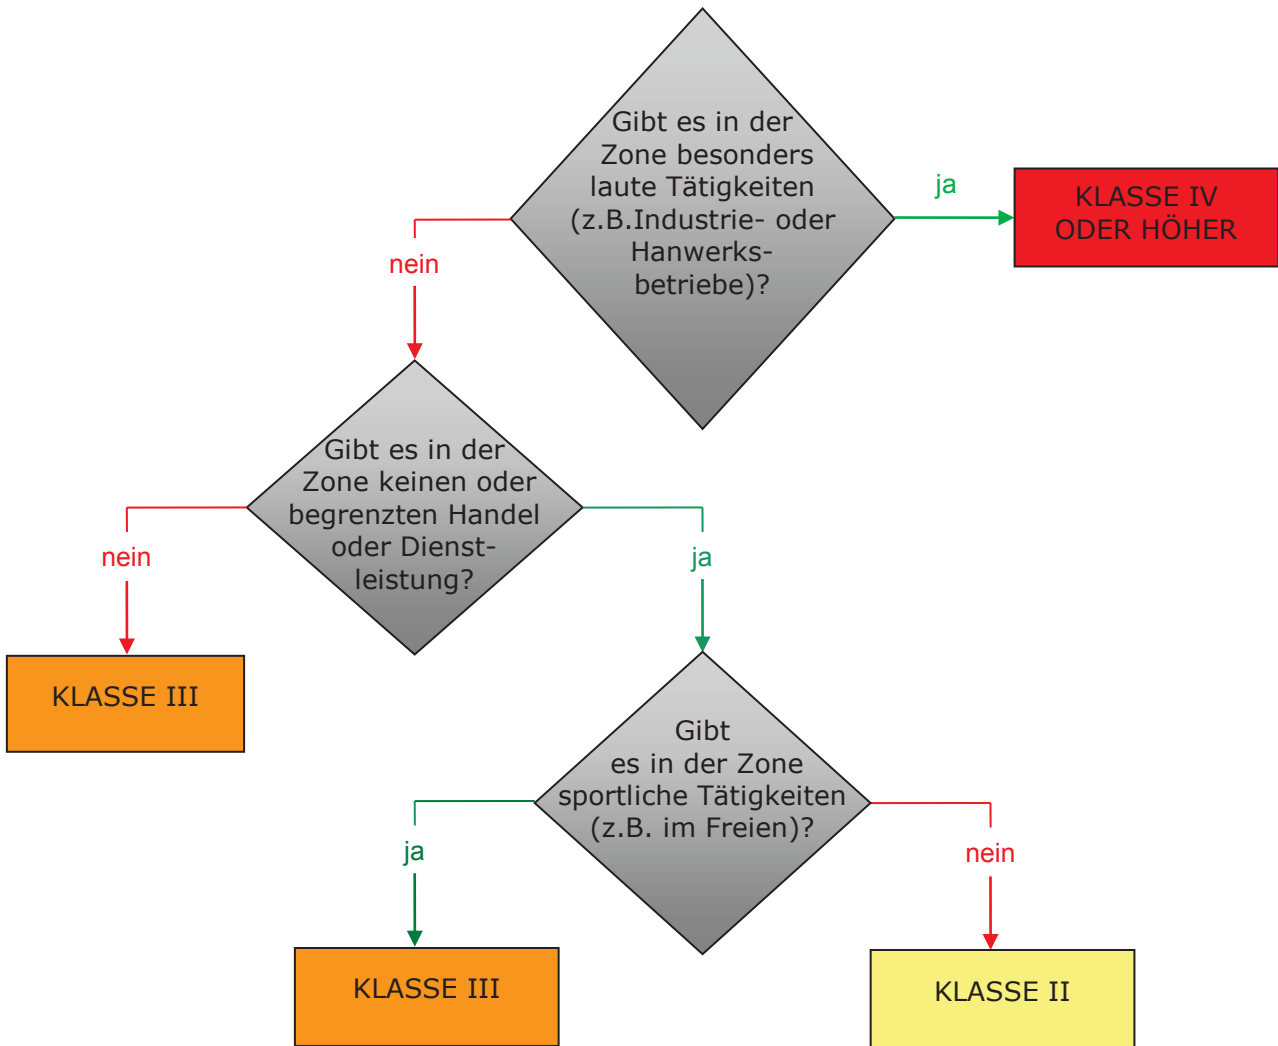 Gibt es in der
Zone besonders
laute Tätigkeiten
(z.B.Industrie- oder
Hanwerks-
betriebe)?
ja
KLASSE IV
ODER HÖHER
nein
Gibt es in der
Zone keinen oder
begrenzten Handel
oder Dienst-
leistung?
nein
ja
KLASSE III
Gibt
es in der Zone
sportliche Tätigkeiten
(z.B. im Freien)?
ja
nein
KLASSE III
KLASSE II